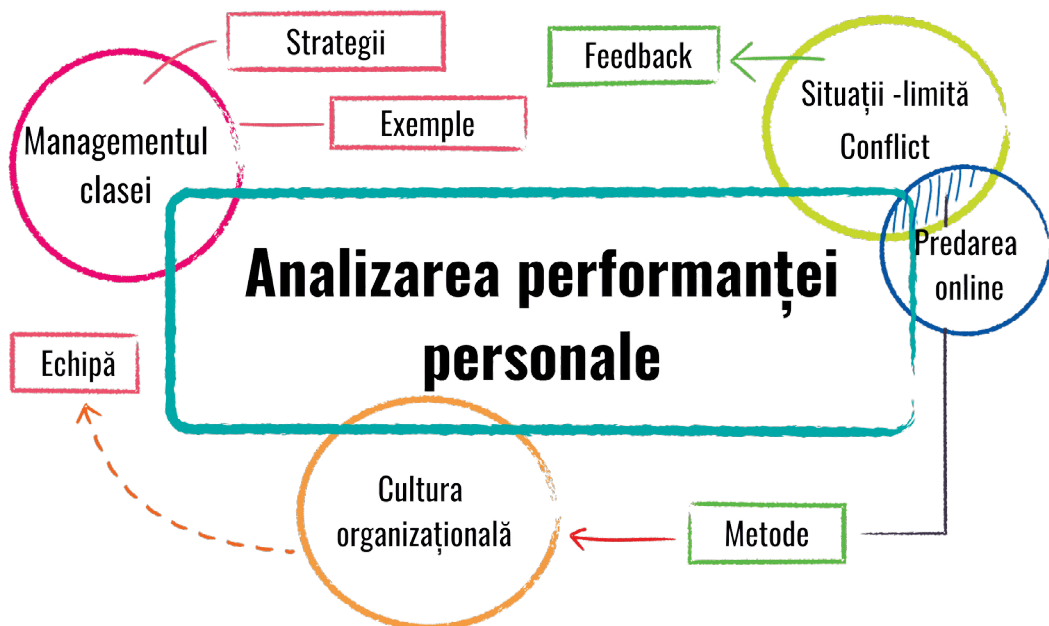 Strategii
Feedback
Exemple
Situații -limită
Conflict
Managementul
clasei
Analizarea performanței
personale
Predarea
online
Echipă
Cultura
organizațională
Metode